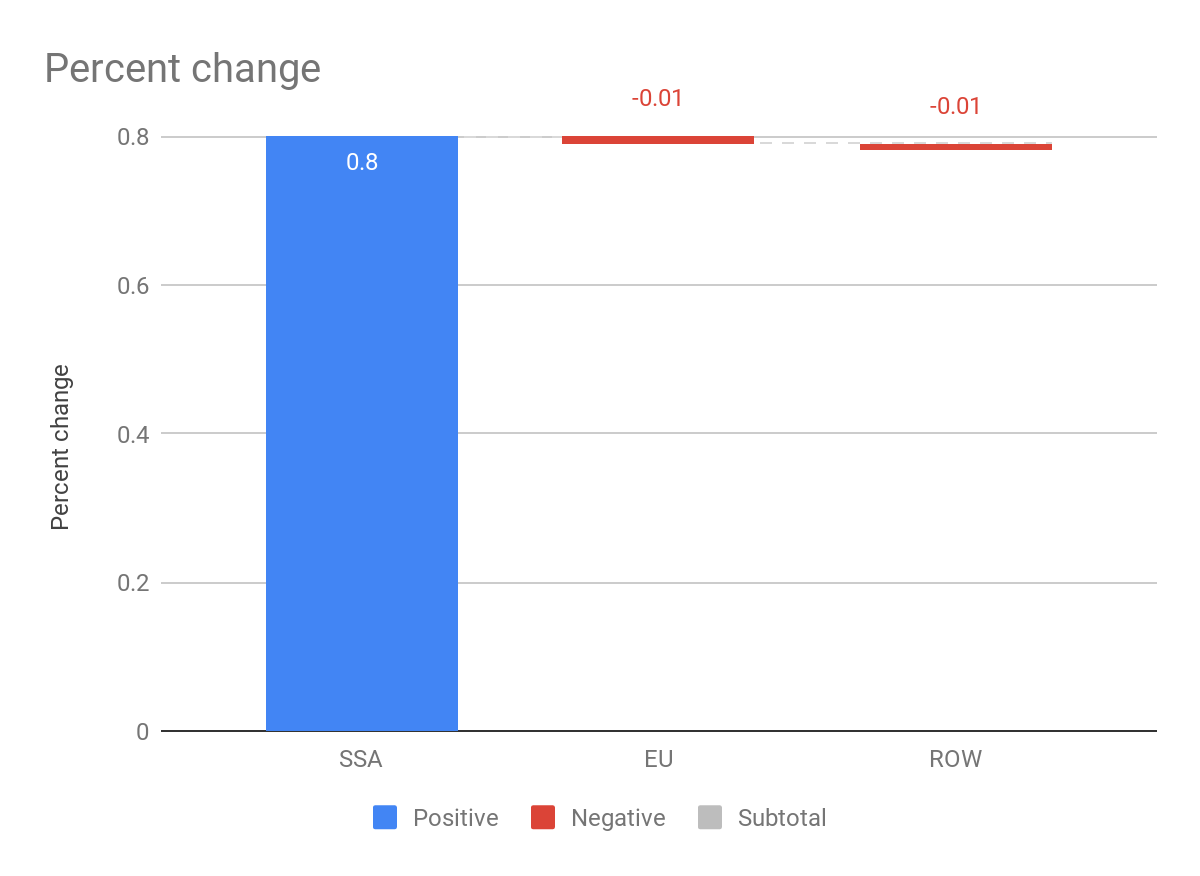 Percent change
-0.01
-0.01
0.8
0.8
0.6
0.4
0.2
0
Percent change
SSA
EU
ROW
Positive
Negative
Subtotal